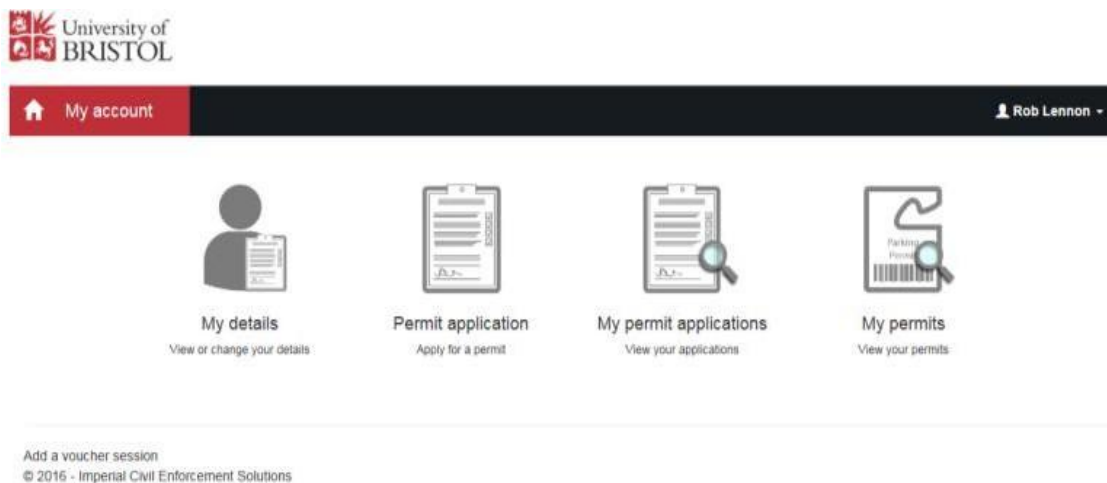 University of
BRISTOL
My account
Rob Lennon
Parking
Permit
My details
Permit application
My permit applications
My permits
View or change your details
Apply for a permit
View your applications
View your permits
Add a voucher session
© 2016 - Imperial Civil Enforcement Solutions